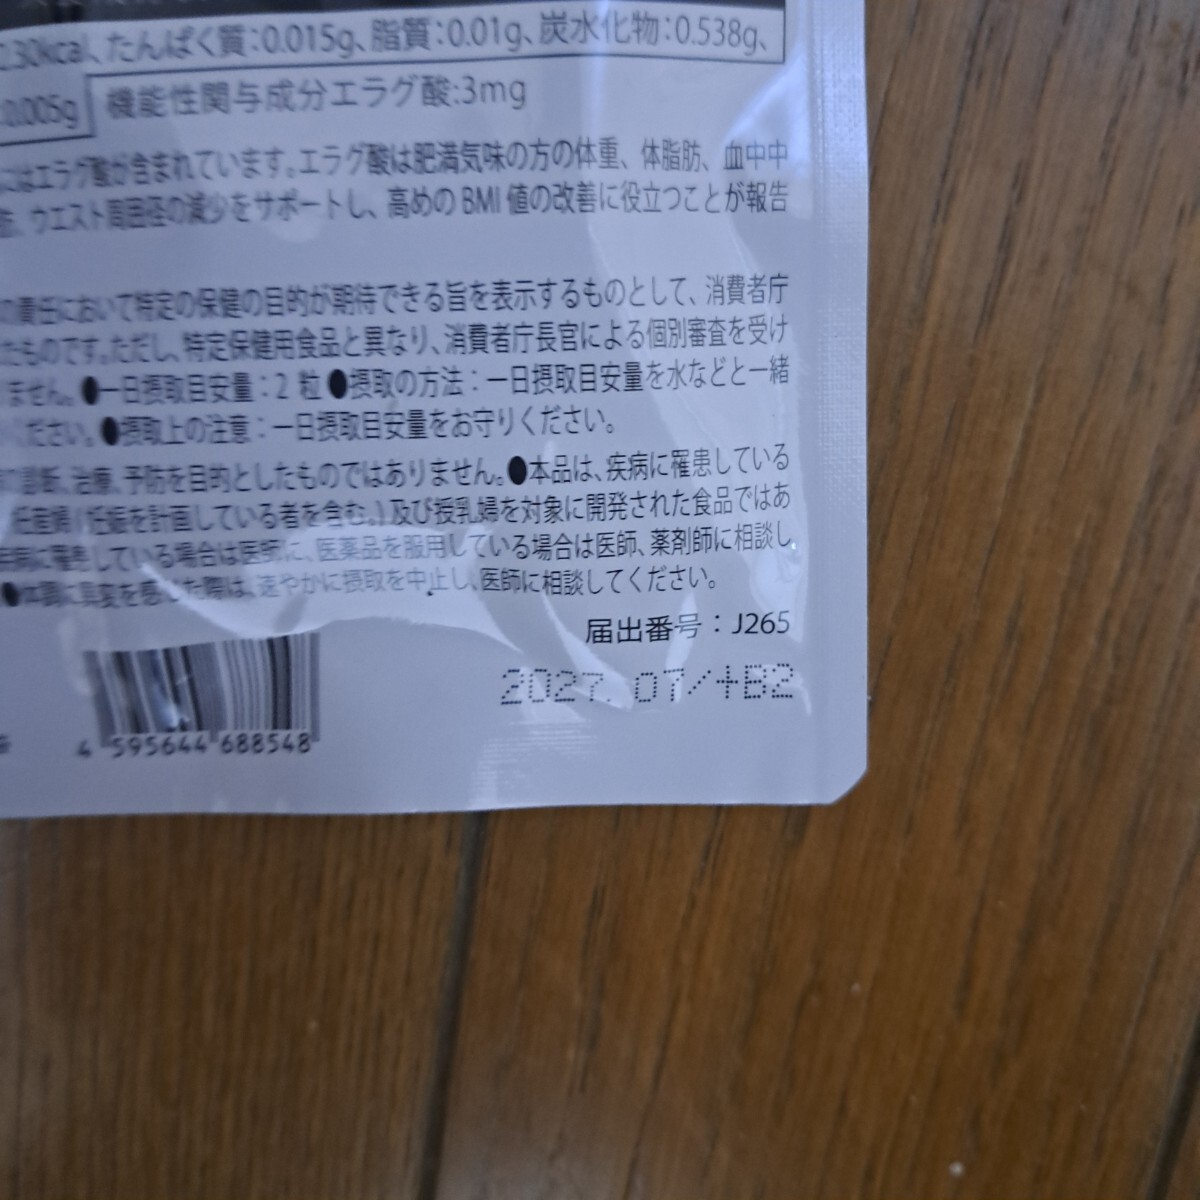 2.30kcal、たんぱく質：0.015g、脂質：0.01g、炭水化物：0.538g、
0.005g 機能性関与成分エラグ酸:3mg
にはエラグ酸が含まれています。エラグ酸は肥満気味の方の体重、体脂肪、血中中
ウエスト周囲径の減少をサポートし、高めのBMI値の改善に役立つことが報告
の責任において特定の保健の目的が期待できる旨を表示するものとして、消費者庁
たものです。ただし、特定保健用食品と異なり、消費者庁長官による個別審査を受け
りません。●一日摂取目安量：2粒●摂取の方法：一日摂取目安量を水などと一緒
ください。●摂取上の注意：一日摂取目安量をお守りください。
診断、治療、予防を目的としたものではありません。●本品は、疾病に罹患している
妊産婦(妊娠を計画している者を含む。)及び授乳婦を対象に開発された食品ではあ
罹患している場合は医師に、医薬品を服用している場合は医師、薬剤師に相談し
●体調に異変を感じた際は、速やかに摂取を中止し、医師に相談してください。
届出番号：J265
2027.07/+B2
4 595644 688548